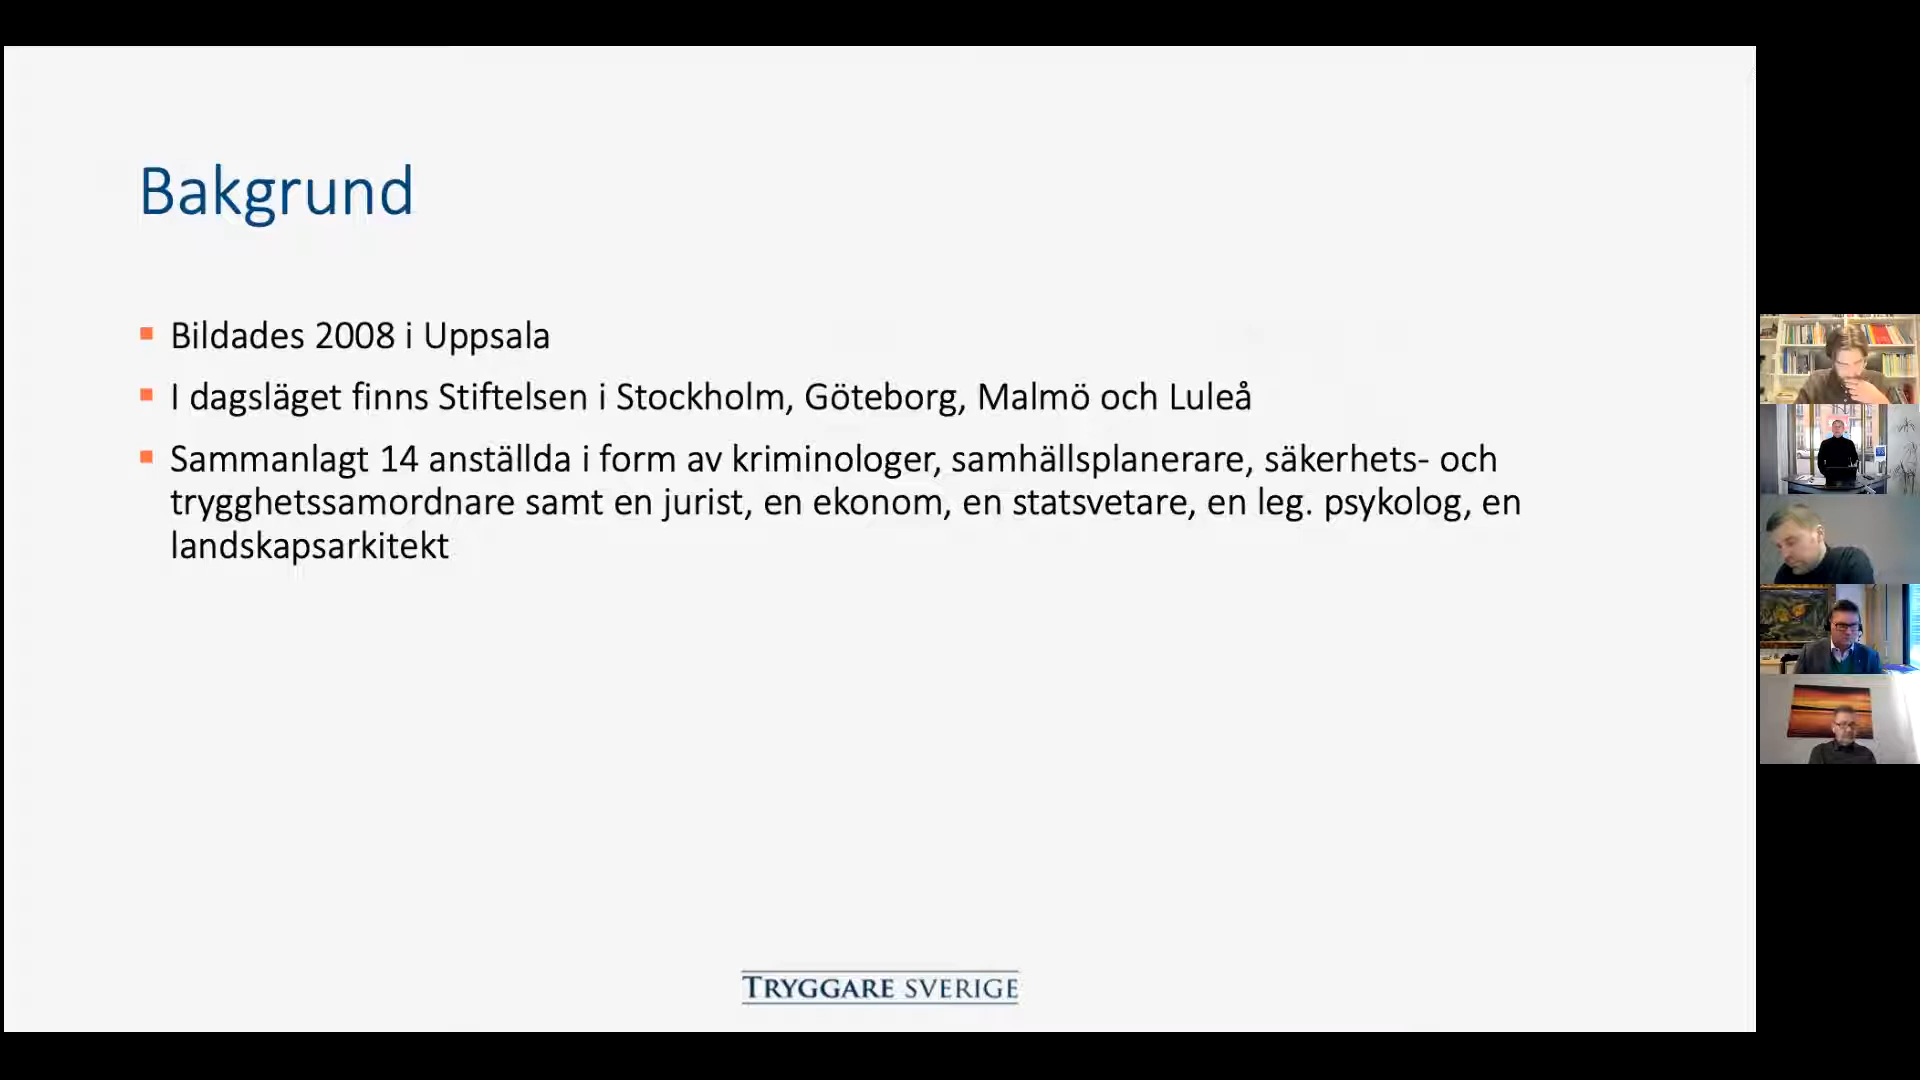 Bakgrund
Bildades 2008 i Uppsala
I dagsläget finns Stiftelsen i Stockholm, Göteborg, Malmö och Luleå
Sammanlagt 14 anställda i form av kriminologer, samhällsplanerare, säkerhets- och
trygghetssamordnare samt en jurist, en ekonom, en statsvetare, en leg. psykolog, en
landskapsarkitekt
TRYGGARE SVERIGE